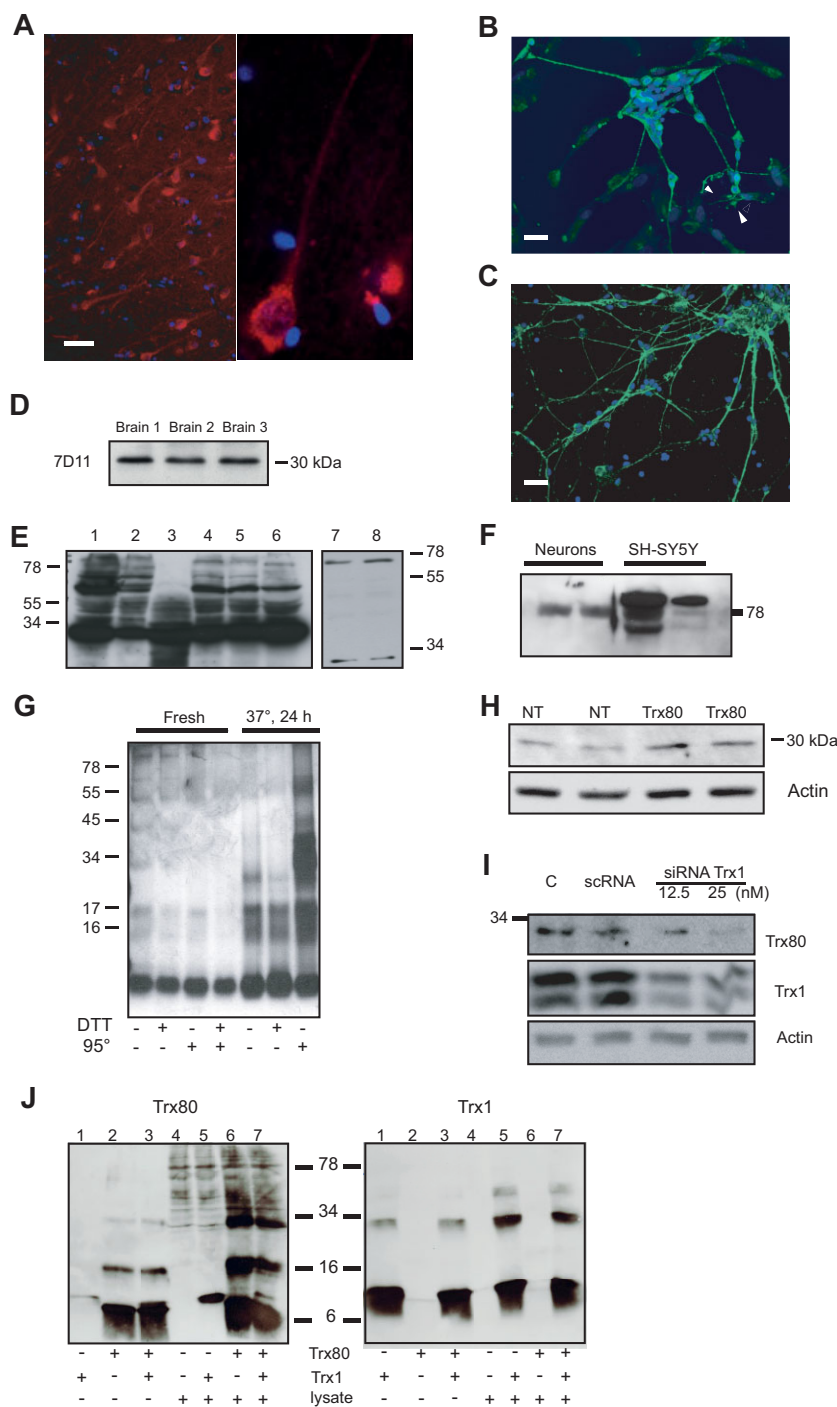 A
B
C
D
Brain 1 Brain 2 Brain 3
7D11
30 kDa
E
1 2 3 4 5 6 7 8
78
55
34
78
55
34
F
Neurons SH-SY5Y
78
G
Fresh 37°, 24 h
78
55
45
34
17
16
DTT - + - + - + -
95° - - + + - - +
H
NT NT Trx80 Trx80
30 kDa
Actin
I
C scRNA siRNA Trx1
12.5 25 (nM)
34
Trx80
Trx1
Actin
J
Trx80 Trx1
1 2 3 4 5 6 7 1 2 3 4 5 6 7
78
34
16
6
- + + - - + + Trx80 - + + - - + +
+ - + - + - + Trx1 + - + - + - +
- - - + + + + lysate - - - + + + +